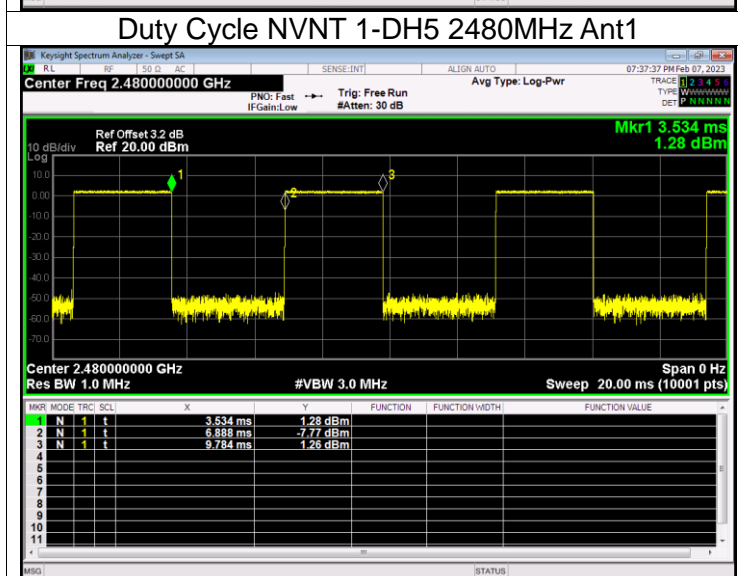 Duty Cycle NVNT 1-DH5 2480MHz Ant1
Keysight Spectrum Analyzer - Swept SA
RL RF 50 Ω AC SENSE:INT ALIGN AUTO 07:37:37 PM Feb 07, 2023
Center Freq 2.480000000 GHz
PNO: Fast
IFGain:Low
Trig: Free Run
#Atten: 30 dB
Avg Type: Log-Pwr
TRACE 1 2 3 4 5 6
TYPE WWWWWW
DET P N N N N N
Mkr1 3.534 ms
1.28 dBm
Ref Offset 3.2 dB
10 dB/div Ref 20.00 dBm
Log
10.0
0.00
-10.0
-20.0
-30.0
-40.0
-50.0
-60.0
-70.0
1
2
3
Center 2.480000000 GHz Span 0 Hz
Res BW 1.0 MHz #VBW 3.0 MHz Sweep 20.00 ms (10001 pts)
MKR MODE TRC SCL X Y FUNCTION FUNCTION WIDTH FUNCTION VALUE
1 N 1 t 3.534 ms 1.28 dBm
2 N 1 t 6.888 ms -7.77 dBm
3 N 1 t 9.784 ms 1.26 dBm
4
5
6
7
8
9
10
11
MSG STATUS